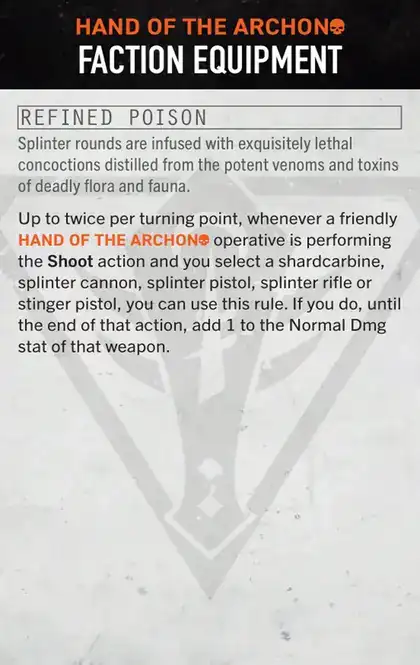 HAND OF THE ARCHON
FACTION EQUIPMENT
REFINED POISON
Splinter rounds are infused with exquisitely lethal
concoctions distilled from the potent venoms and toxins
of deadly flora and fauna.
Up to twice per turning point, whenever a friendly
HAND OF THE ARCHON operative is performing
the Shoot action and you select a shardcarbine,
splinter cannon, splinter pistol, splinter rifle or
stinger pistol, you can use this rule. If you do, until
the end of that action, add 1 to the Normal Dmg
stat of that weapon.